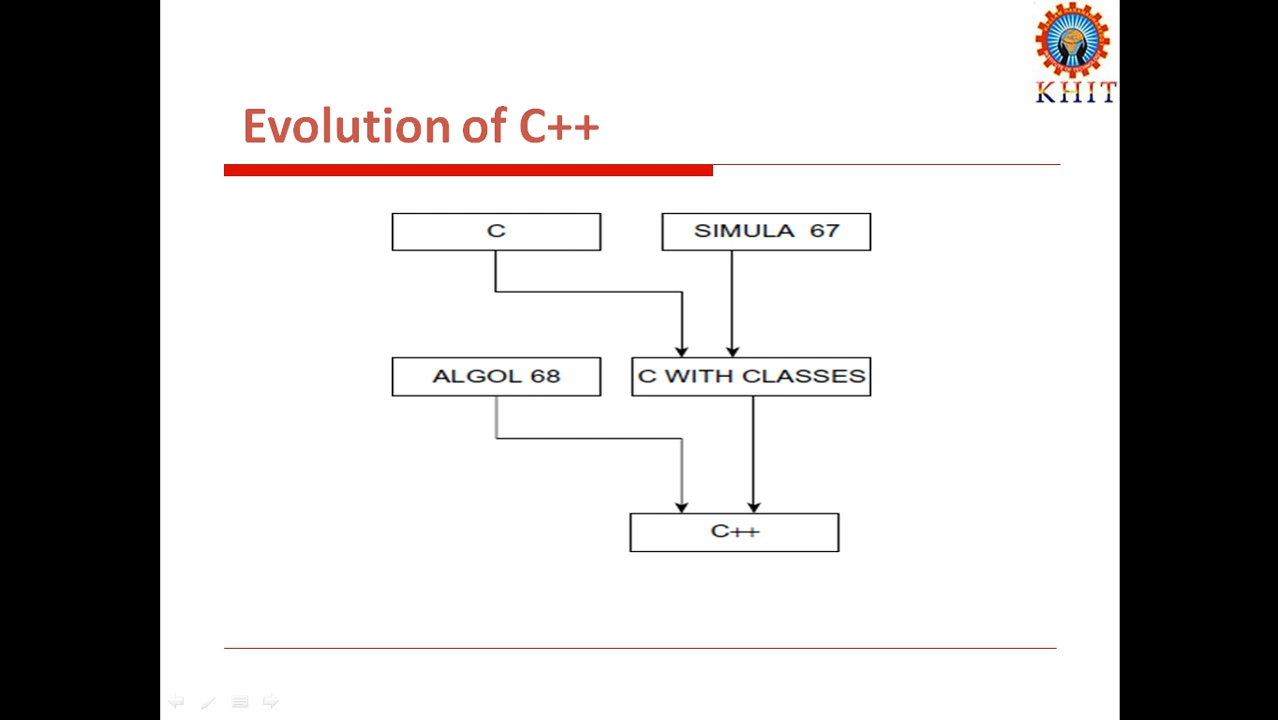 KHIT
Evolution of C++
C
SIMULA 67
ALGOL 68
C WITH CLASSES
C++